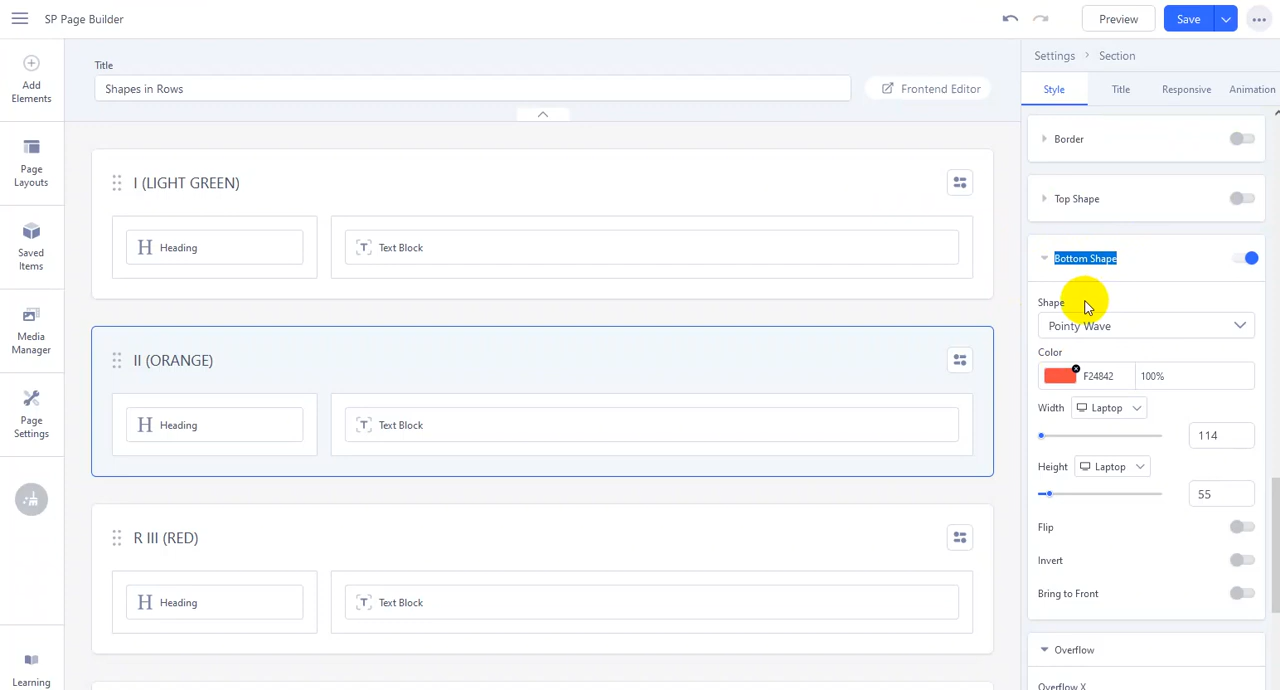 SP Page Builder
Preview
Save
Add Elements
Page Layouts
Saved Items
Media Manager
Page Settings
Learning
Title
Shapes in Rows
Frontend Editor
I (LIGHT GREEN)
H Heading
T Text Block
II (ORANGE)
H Heading
T Text Block
R III (RED)
H Heading
T Text Block
Settings > Section
Style Title Responsive Animation
Border
Top Shape
Bottom Shape
Shape
Pointy Wave
Color
F24842 100%
Width Laptop
114
Height Laptop
55
Flip
Invert
Bring to Front
Overflow
Overflow X